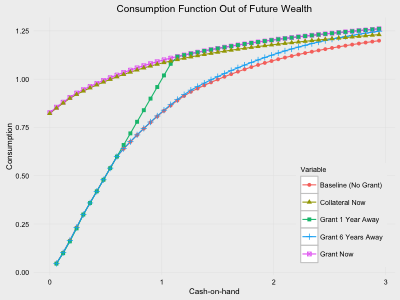 Consumption Function Out of Future Wealth
1.25
1.00
0.75
0.50
0.25
0.00
Consumption
0
1
2
3
Cash-on-hand
Variable
Baseline (No Grant)
Collateral Now
Grant 1 Year Away
Grant 6 Years Away
Grant Now